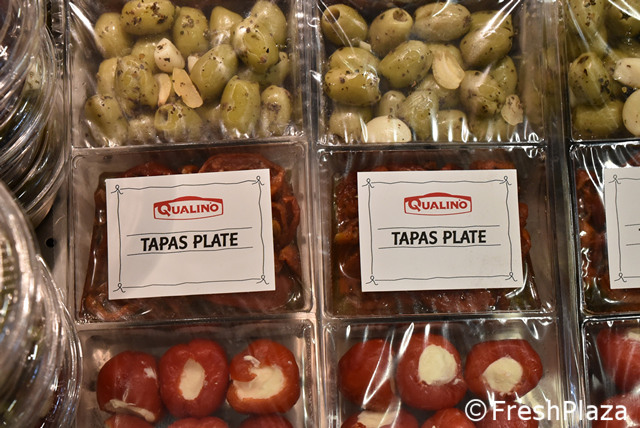 QUALINO
TAPAS PLATE
QUALINO
TAPAS PLATE
©FreshPlaza